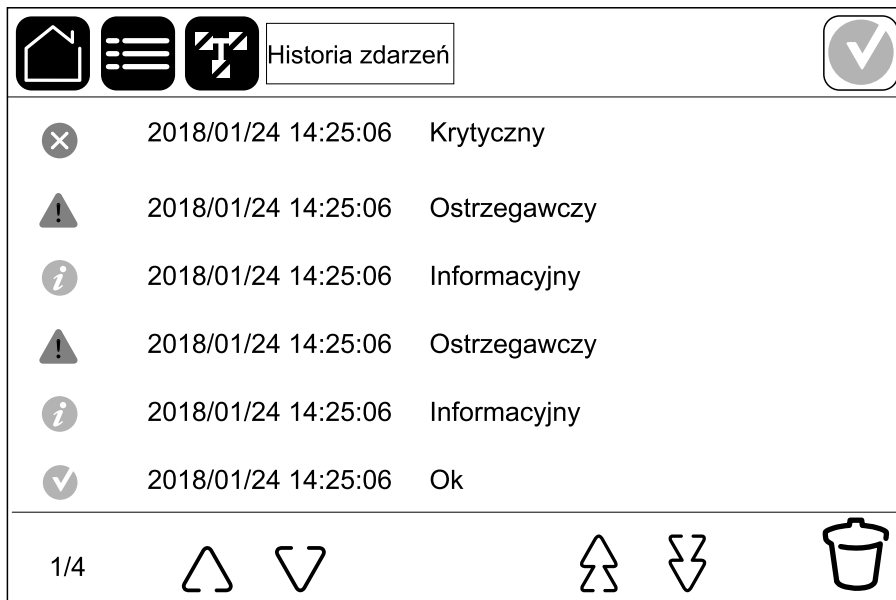 Historia zdarzeń
2018/01/24 14:25:06 Krytyczny
2018/01/24 14:25:06 Ostrzegawczy
2018/01/24 14:25:06 Informacyjny
2018/01/24 14:25:06 Ostrzegawczy
2018/01/24 14:25:06 Informacyjny
2018/01/24 14:25:06 Ok
1/4